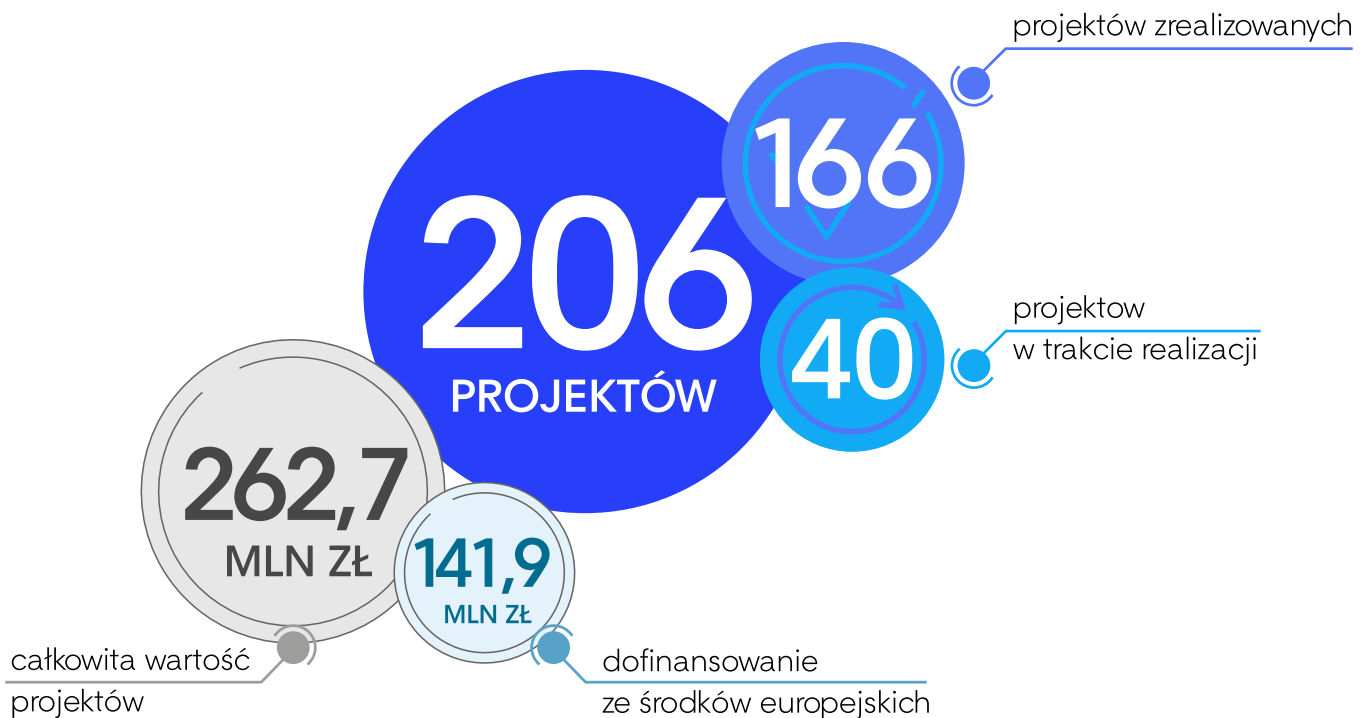 projektów zrealizowanych
166
206
PROJEKTÓW
projektow
w trakcie realizacji
40
262,7
MLN ZŁ
141,9
MLN ZŁ
całkowita wartość
projektów
dofinansowanie
ze środków europejskich